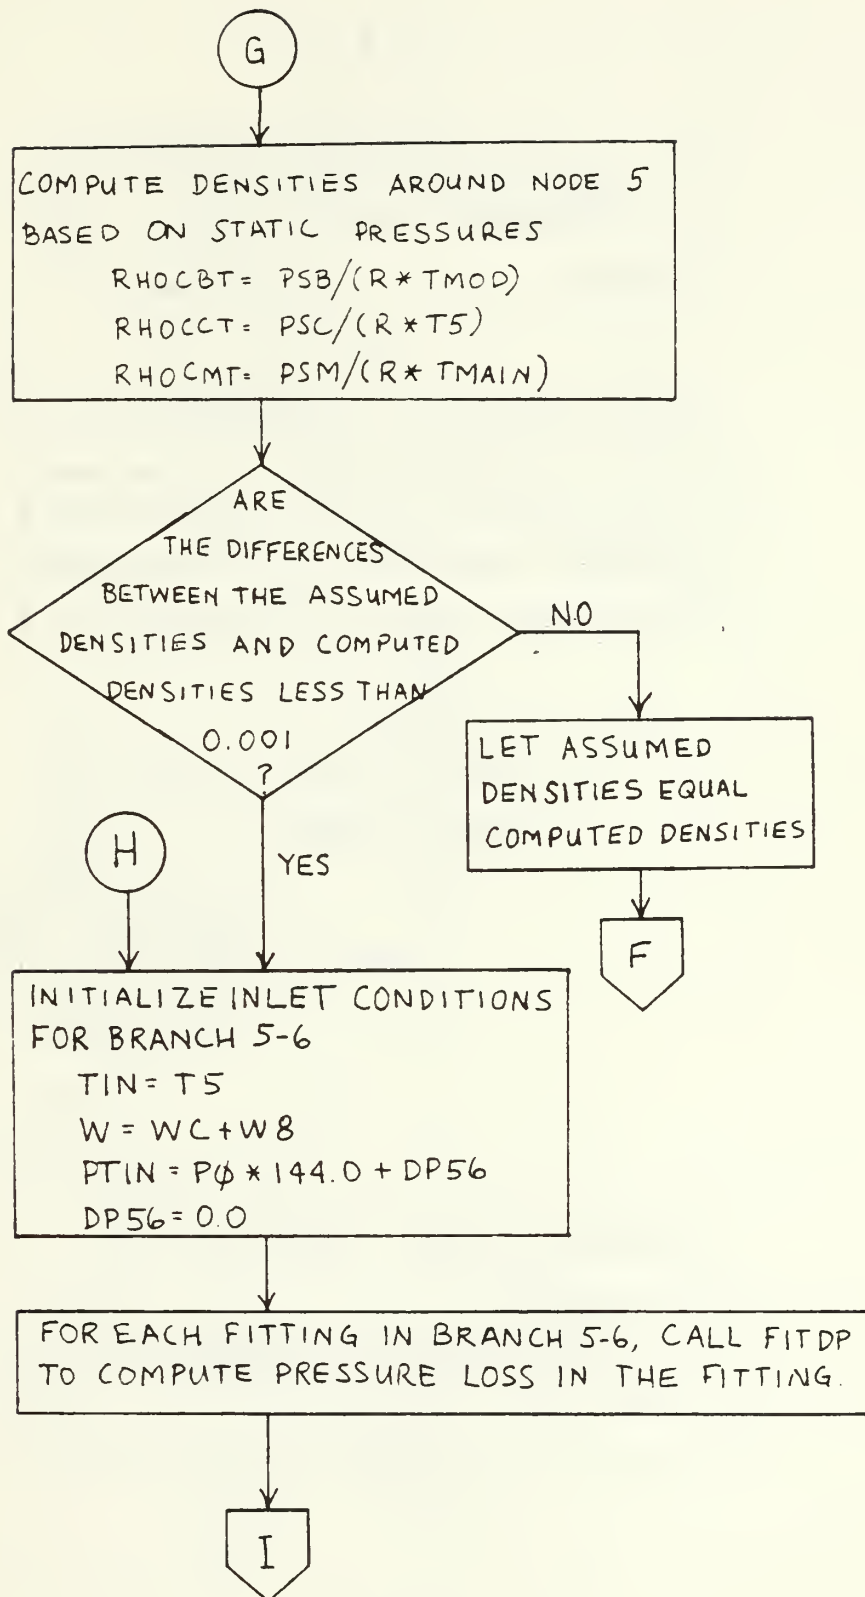 G
COMPUTE DENSITIES AROUND NODE 5
BASED ON STATIC PRESSURES
RHOCBT= PSB/(R* TMOD)
RHOCCT= PSC/(R*T5)
RHOCMT= PSM/(R* TMAIN)
ARE
THE DIFFERENCES
BETWEEN THE ASSUMED
DENSITIES AND COMPUTED
DENSITIES LESS THAN
0.001
?
NO
LET ASSUMED
DENSITIES EQUAL
COMPUTED DENSITIES
F
H
YES
INITIALIZE INLET CONDITIONS
FOR BRANCH 5-6
TIN= T5
W = WC+W8
PTIN = Pϕ * 144.0 + DP56
DP56=0.0
FOR EACH FITTING IN BRANCH 5-6, CALL FITDP
TO COMPUTE PRESSURE LOSS IN THE FITTING.
I